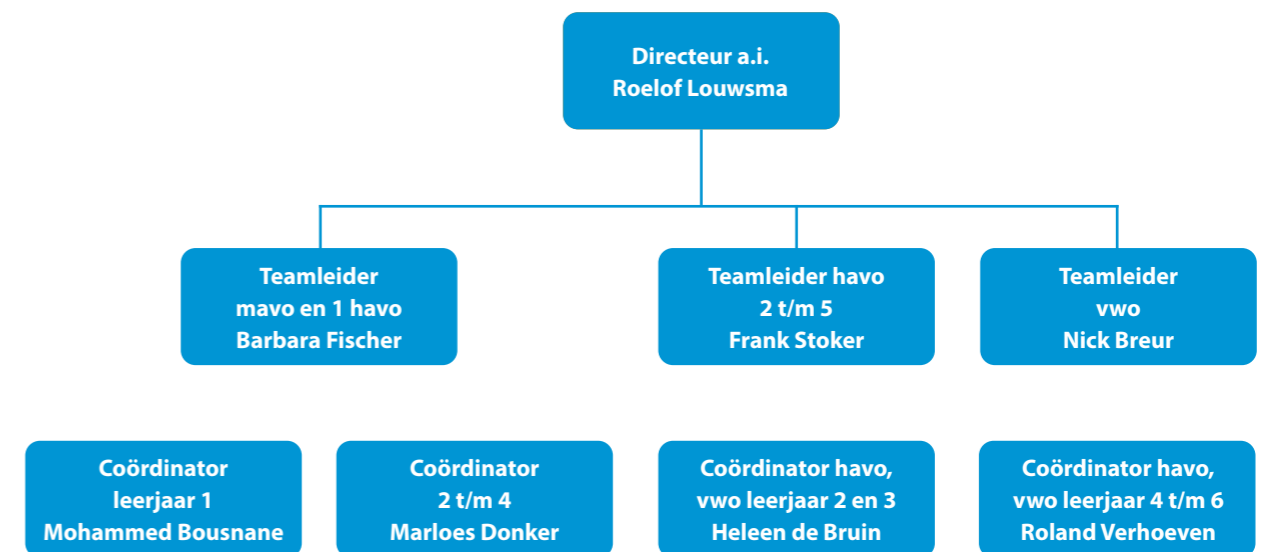 Directeur a.i.
Roelof Louwsma
Teamleider
mavo en 1 havo
Barbara Fischer
Teamleider havo
2 t/m 5
Frank Stoker
Teamleider
vwo
Nick Breur
Coördinator
leerjaar 1
Mohammed Bousnane
Coördinator
2 t/m 4
Marloes Donker
Coördinator havo,
vwo leerjaar 2 en 3
Heleen de Bruin
Coördinator havo,
vwo leerjaar 4 t/m 6
Roland Verhoeven